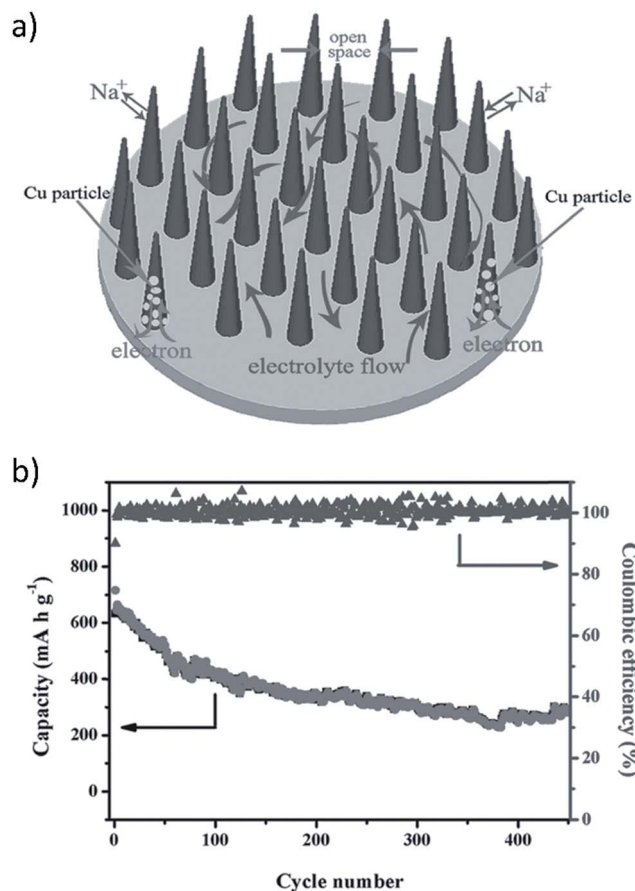 a)
open
space
Na+
Na+
Cu particle
Cu particle
electron
electrolyte flow
electron
b)
1000
800
600
400
200
0
100
80
60
40
20
0
Capacity (mA h g-1)
Coulombic efficiency (%)
0
100
200
300
400
Cycle number